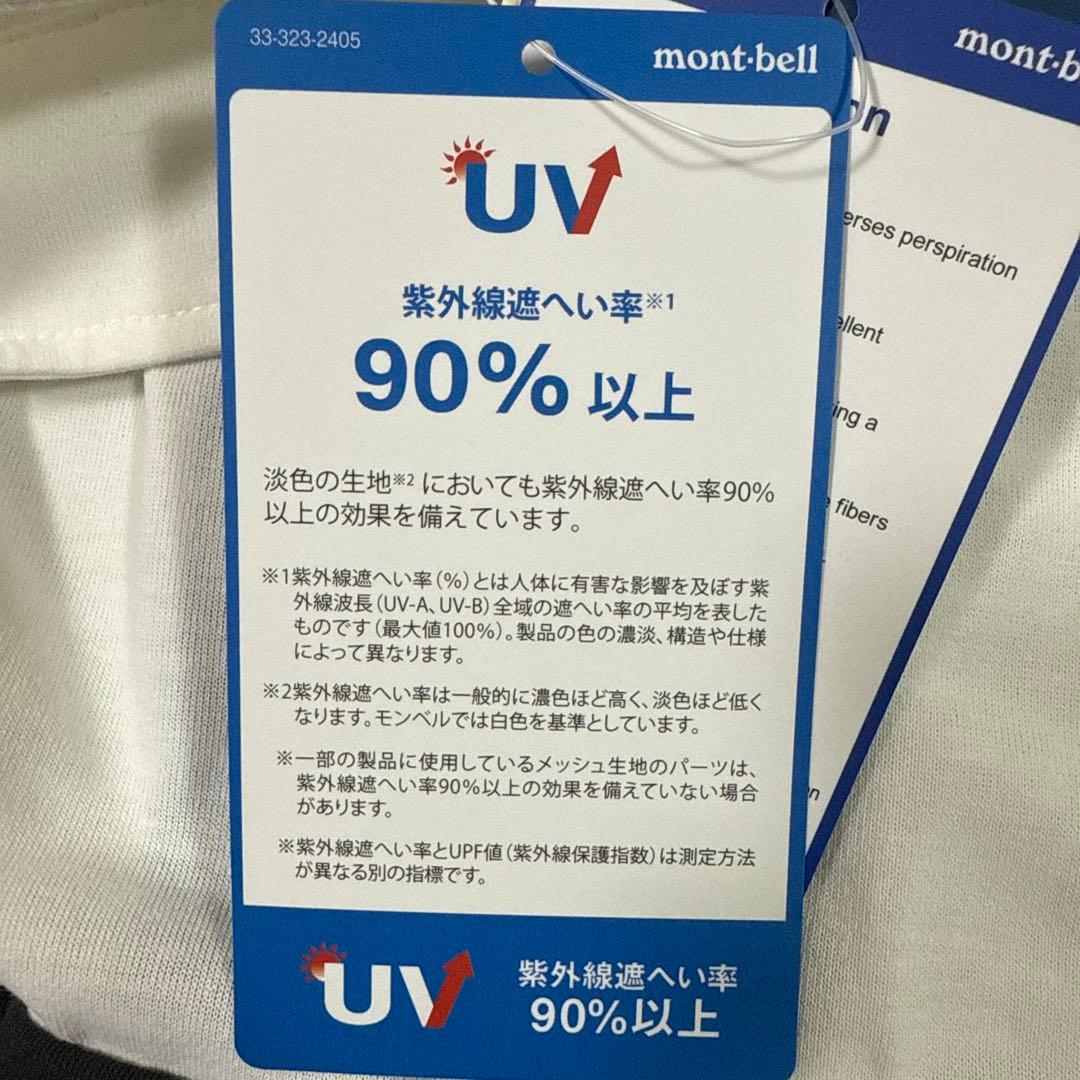 33-323-2405
mont·bell
UV
紫外線遮へい率※1
90% 以上
淡色の生地※2 においても紫外線遮へい率90%
以上の効果を備えています。
※1紫外線遮へい率(%)とは人体に有害な影響を及ぼす紫
外線波長(UV-A、UV-B)全域の遮へい率の平均を表した
ものです(最大値100%)。製品の色の濃淡、構造や仕様
によって異なります。
※2紫外線遮へい率は一般的に濃色ほど高く、淡色ほど低く
なります。モンベルでは白色を基準としています。
※一部の製品に使用しているメッシュ生地のパーツは、
紫外線遮へい率90%以上の効果を備えていない場合
があります。
※紫外線遮へい率とUPF値(紫外線保護指数)は測定方法
が異なる別の指標です。
UV
紫外線遮へい率
90%以上
mont·b
perspiration
ing a
fibers